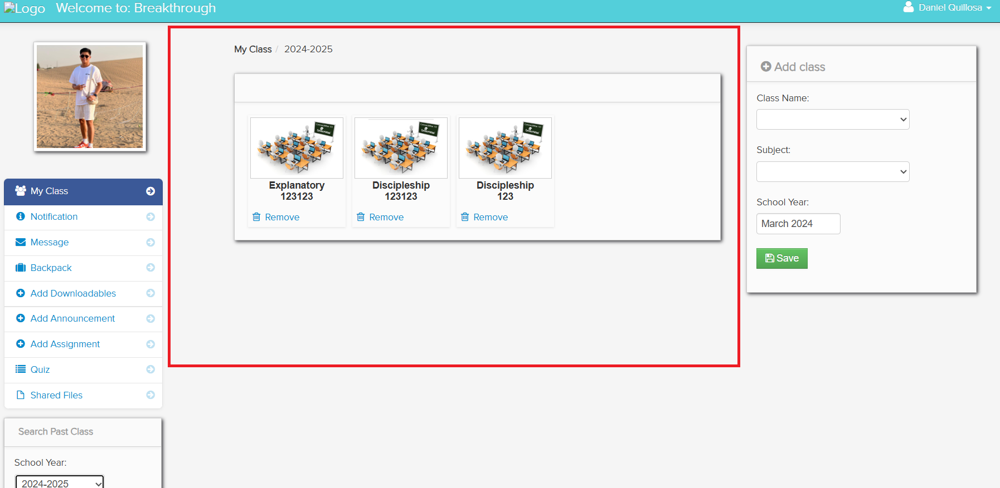 Logo Welcome to: Breakthrough
Daniel Quillosa
My Class / 2024-2025
Explanatory
123123
Remove
Discipleship
123123
Remove
Discipleship
123
Remove
Add class
Class Name:
Subject:
School Year:
March 2024
Save
My Class
Notification
Message
Backpack
Add Downloadables
Add Announcement
Add Assignment
Quiz
Shared Files
Search Past Class
School Year:
2024-2025